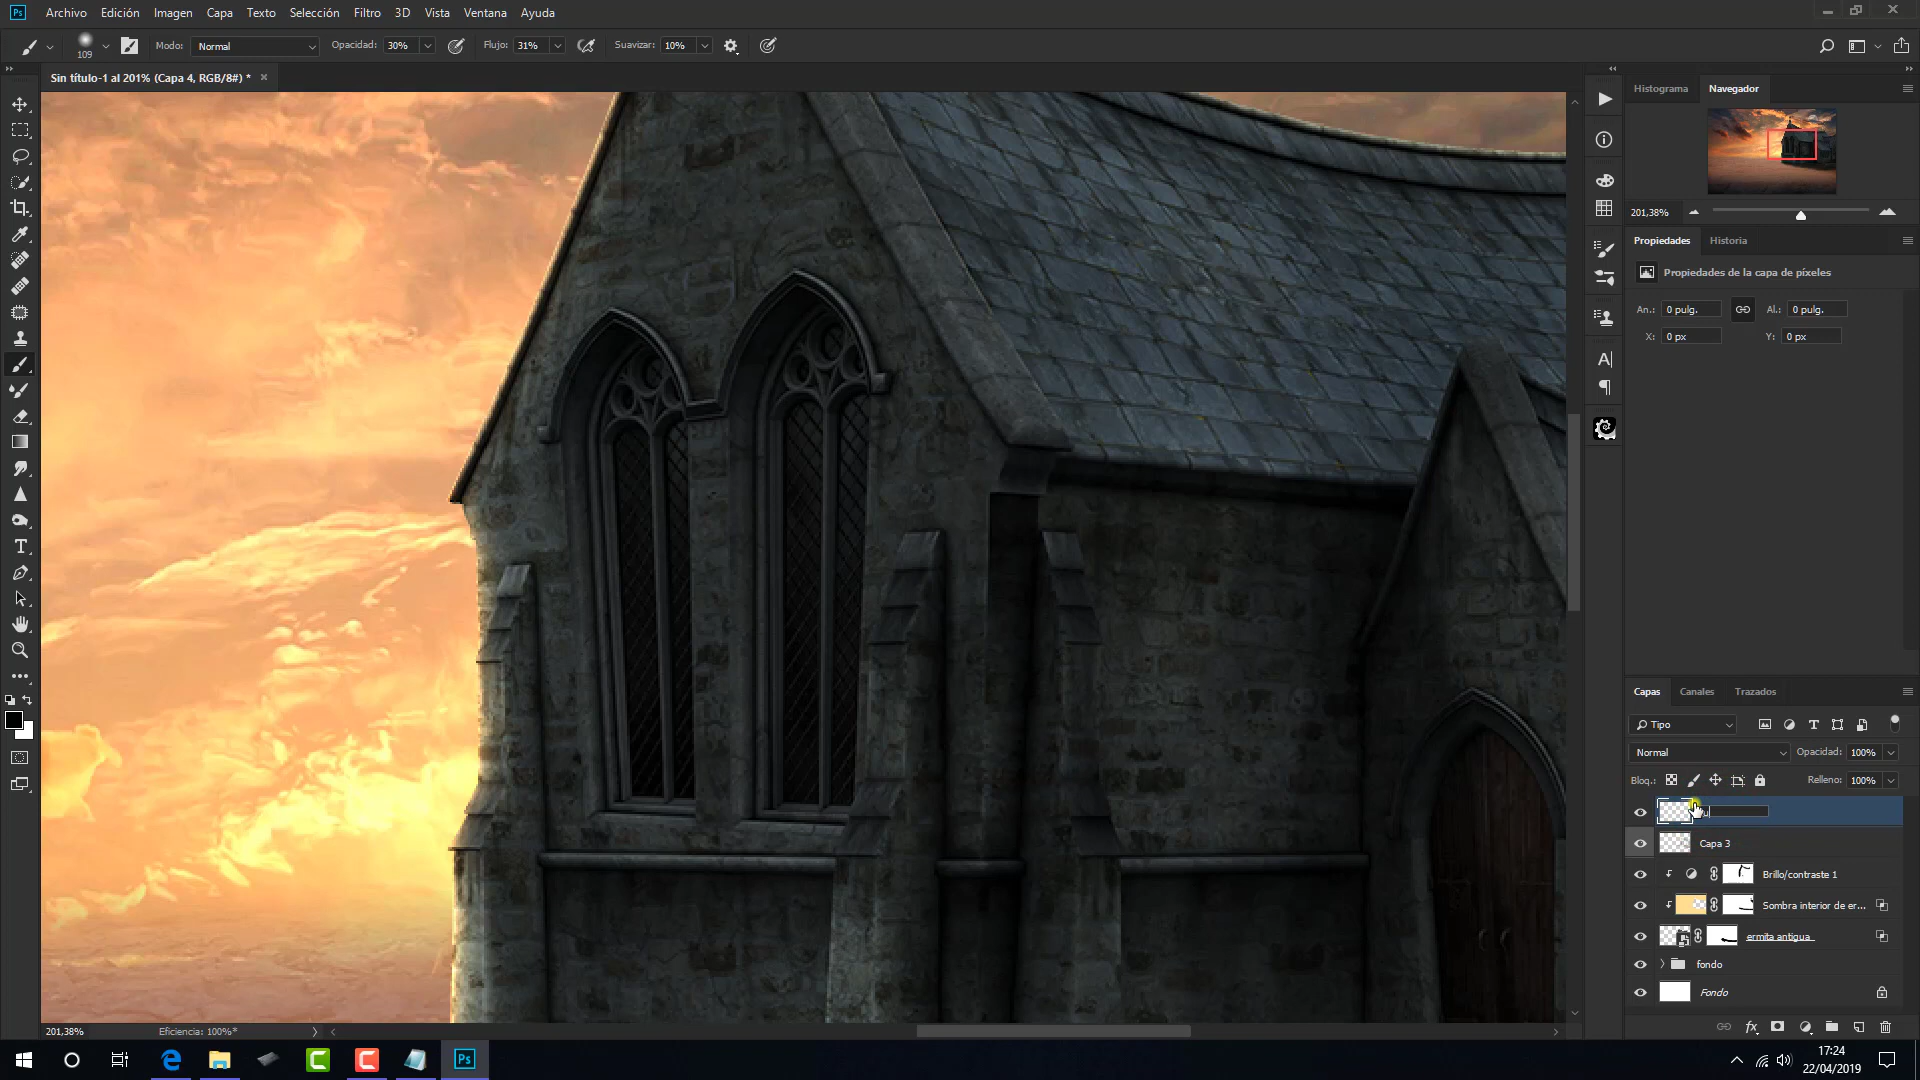 Ps Archivo Edición Imagen Capa Texto Selección Filtro 3D Vista Ventana Ayuda
109 Modo: Normal Opacidad: 30% Flujo: 31% Suavizar: 10%
Sin título-1 al 201% (Capa 4, RGB/8#) *
Histograma Navegador
201,38%
Propiedades Historia
Propiedades de la capa de píxeles
An.: 0 pulg. Al.: 0 pulg.
X: 0 px Y: 0 px
Capas Canales Trazados
Tipo
Normal Opacidad: 100%
Bloq.: Relleno: 100%
Capa 3
Brillo/contraste 1
Sombra interior de er...
ermita antigua
fondo
Fondo
201,38% Eficiencia: 100%*
fx
17:24
22/04/2019
Ps